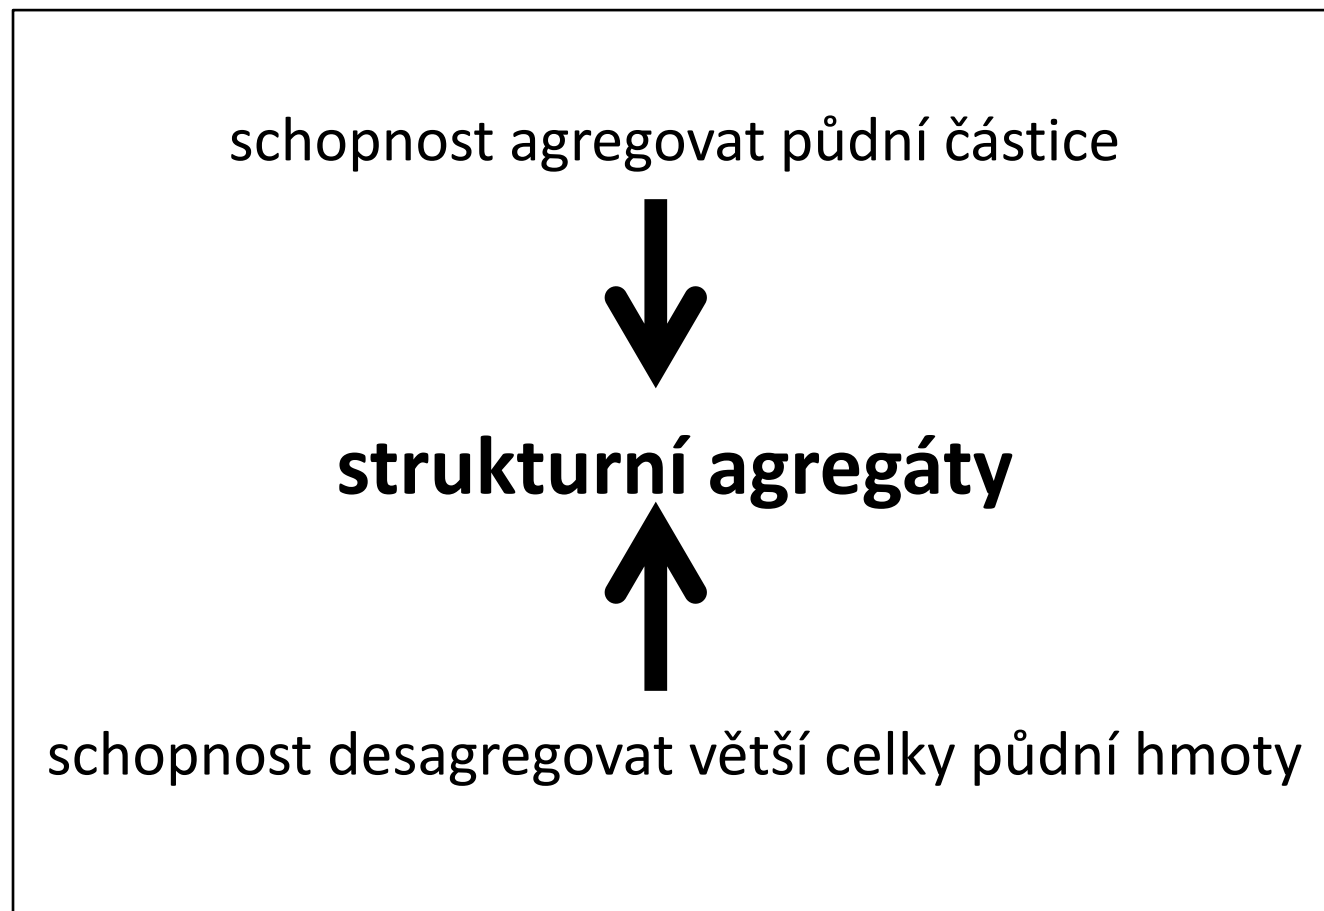 schopnost agregovat půdní částice
strukturní agregáty
schopnost desagregovat větší celky půdní hmoty